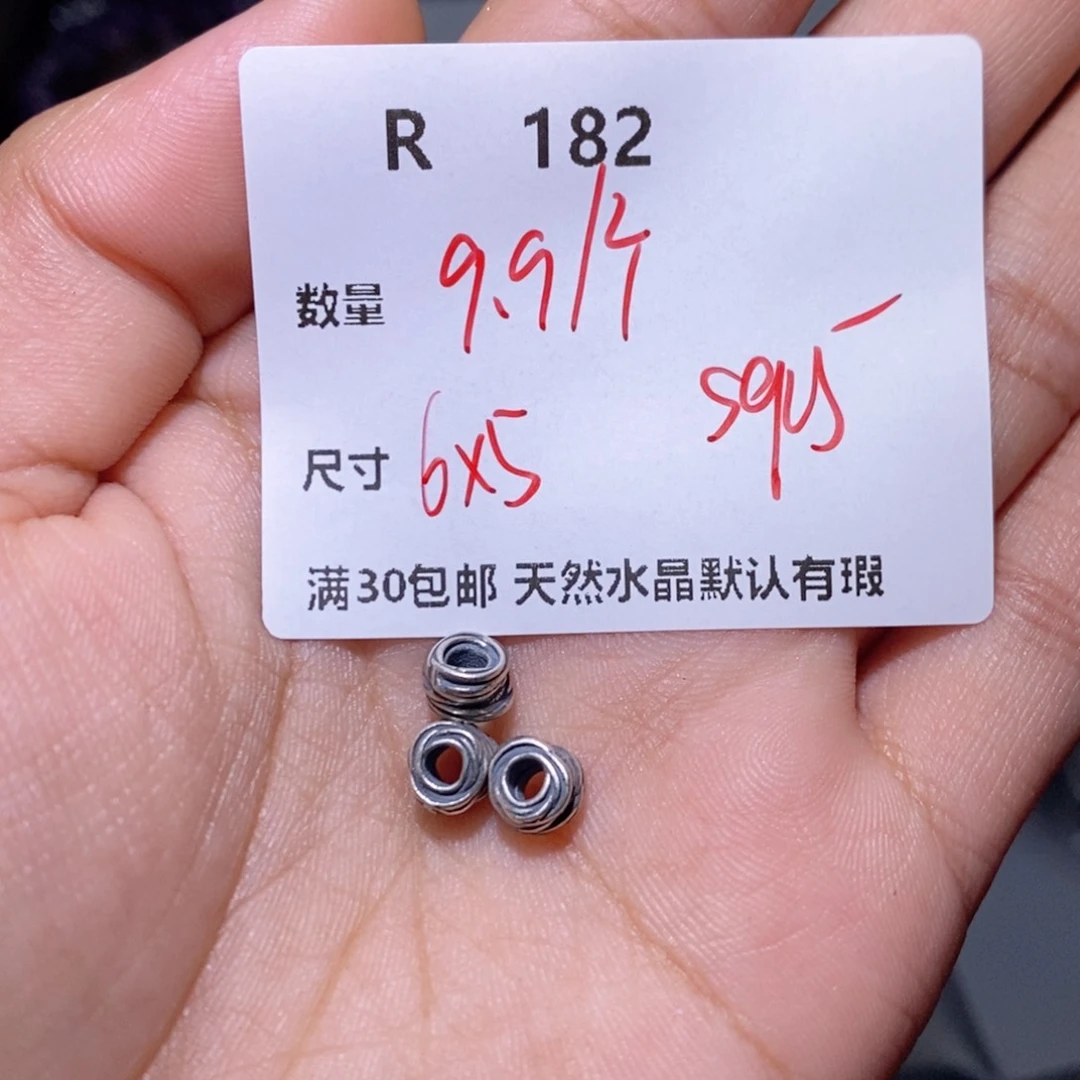 R 182
数量 9.9/个
s925
尺寸 6x5
满30包邮 天然水晶默认有瑕